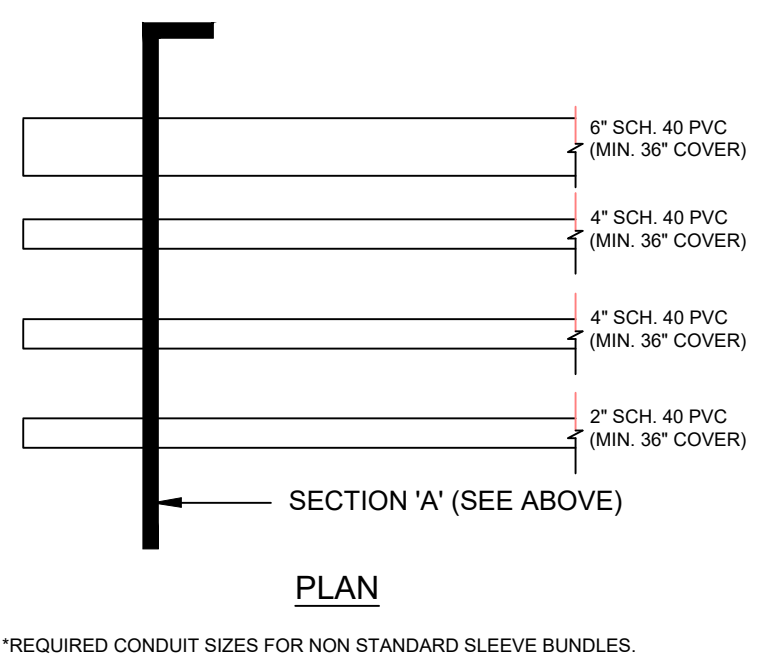 6" SCH. 40 PVC
(MIN. 36" COVER)
4" SCH. 40 PVC
(MIN. 36" COVER)
4" SCH. 40 PVC
(MIN. 36" COVER)
2" SCH. 40 PVC
(MIN. 36" COVER)
SECTION 'A' (SEE ABOVE)
PLAN
*REQUIRED CONDUIT SIZES FOR NON STANDARD SLEEVE BUNDLES.